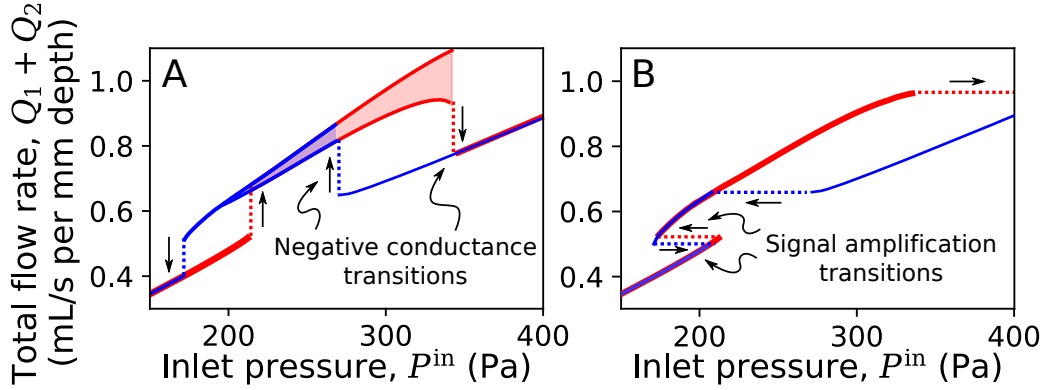 Total flow rate, Q₁ + Q₂
(mL/s per mm depth)
A
1.0
0.8
0.6
0.4
Negative conductance
transitions
200
300
400
Inlet pressure, Pⁱⁿ (Pa)
B
1.0
0.8
0.6
0.4
Signal amplification
transitions
200
300
400
Inlet pressure, Pⁱⁿ (Pa)